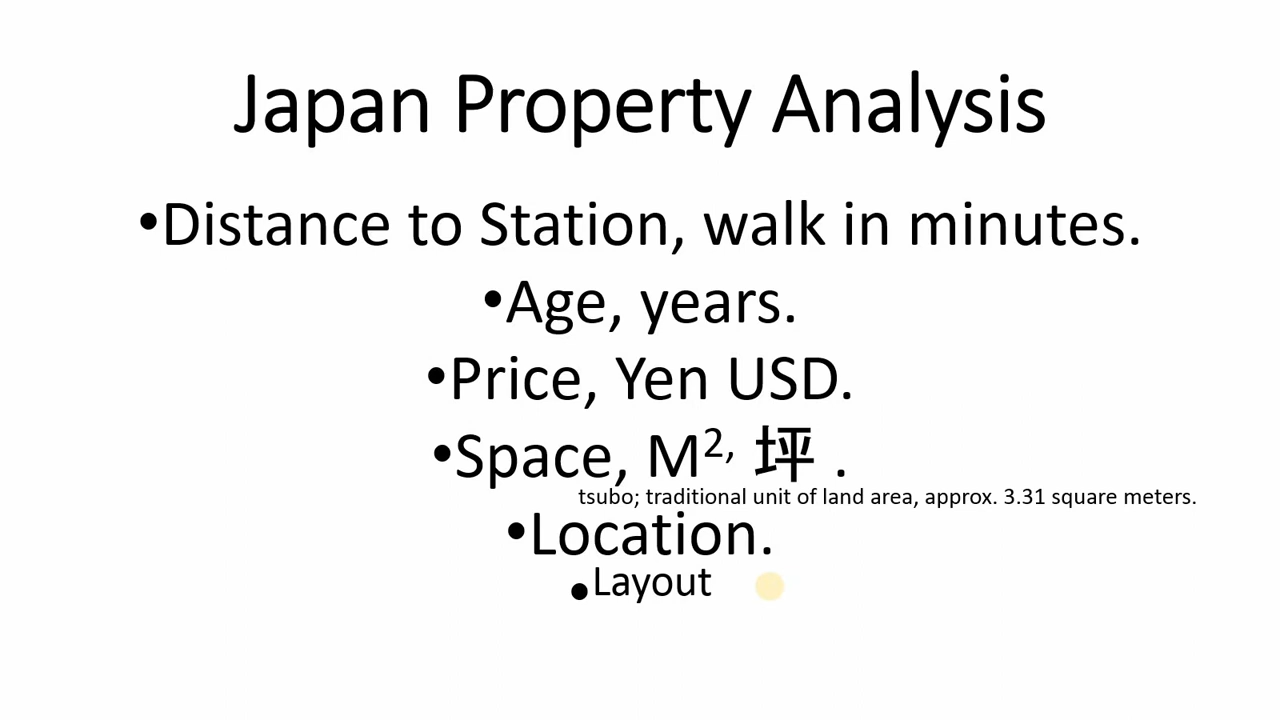 Japan Property Analysis
•Distance to Station, walk in minutes.
•Age, years.
•Price, Yen USD.
•Space, M², 坪 .
tsubo; traditional unit of land area, approx. 3.31 square meters.
•Location.
•Layout